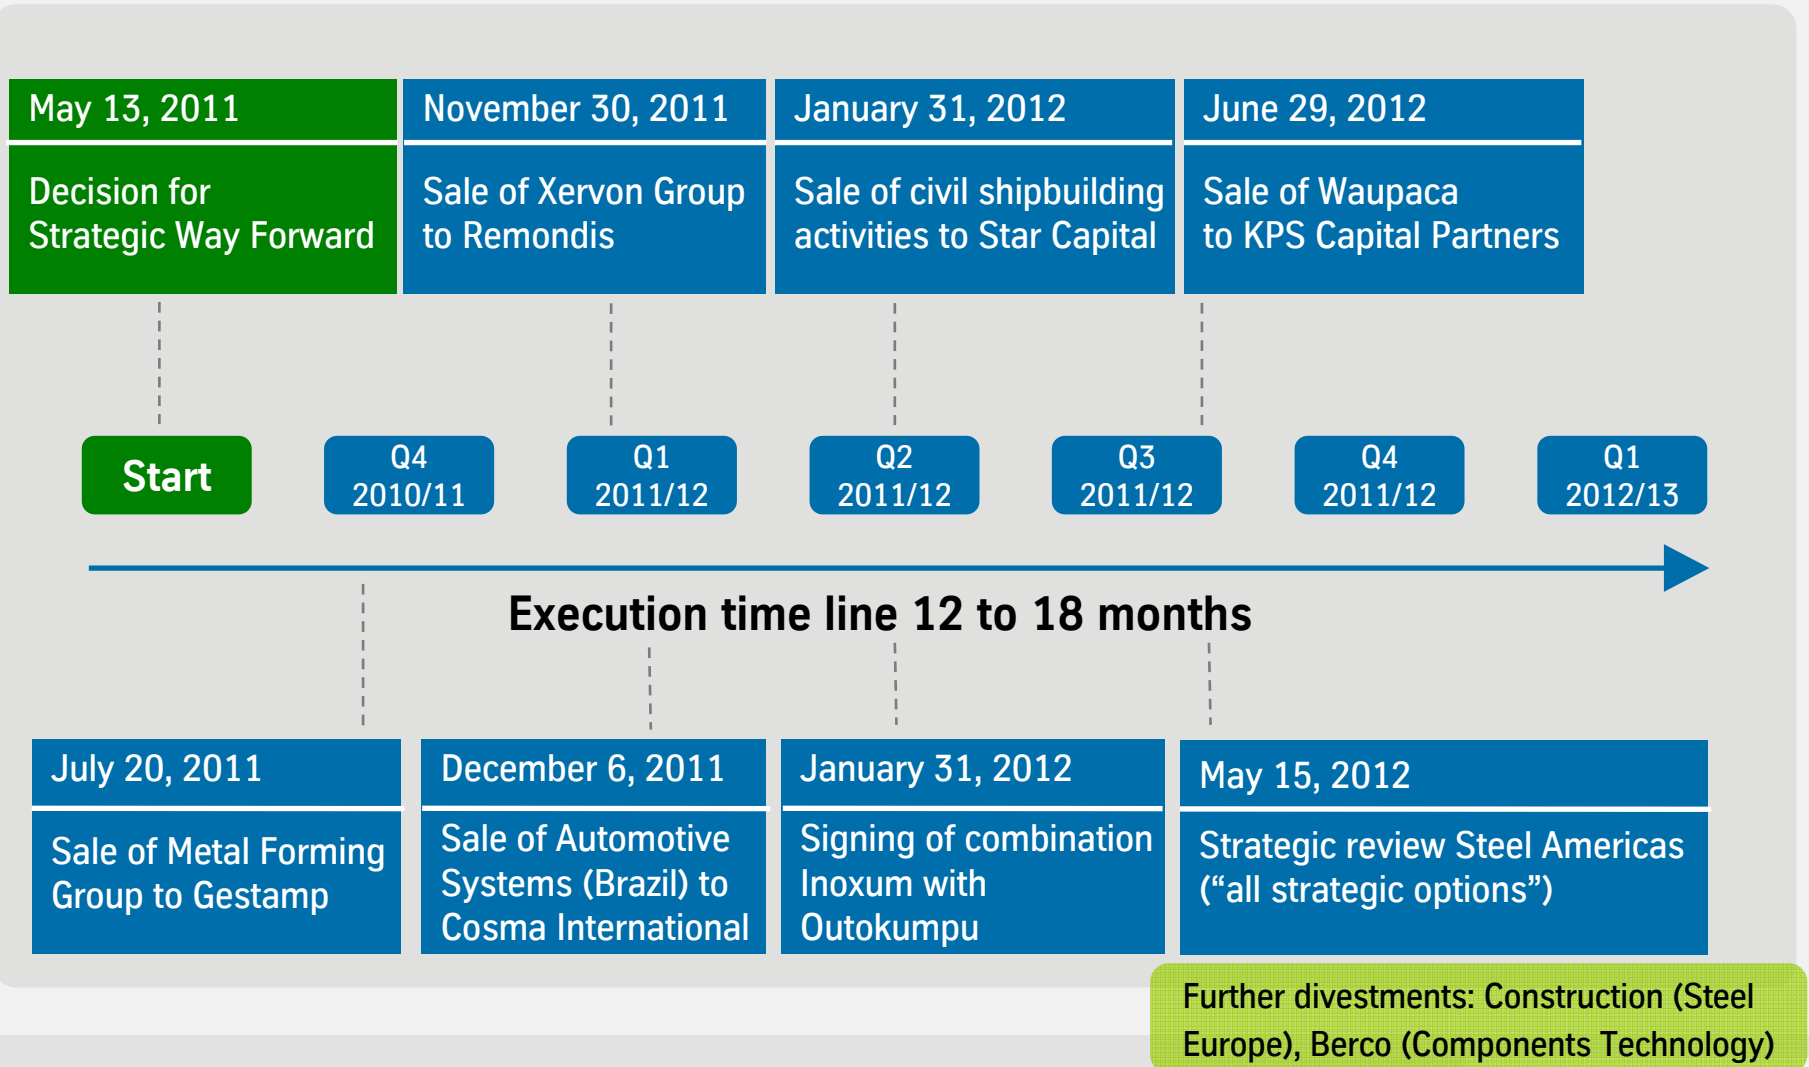 May 13, 2011
Decision for
Strategic Way Forward
November 30, 2011
Sale of Xervon Group
to Remondis
January 31, 2012
Sale of civil shipbuilding
activities to Star Capital
June 29, 2012
Sale of Waupaca
to KPS Capital Partners
Start
Q4
2010/11
Q1
2011/12
Q2
2011/12
Q3
2011/12
Q4
2011/12
Q1
2012/13
Execution time line 12 to 18 months
July 20, 2011
Sale of Metal Forming
Group to Gestamp
December 6, 2011
Sale of Automotive
Systems (Brazil) to
Cosma International
January 31, 2012
Signing of combination
Inoxum with
Outokumpu
May 15, 2012
Strategic review Steel Americas
(“all strategic options”)
Further divestments: Construction (Steel
Europe), Berco (Components Technology)